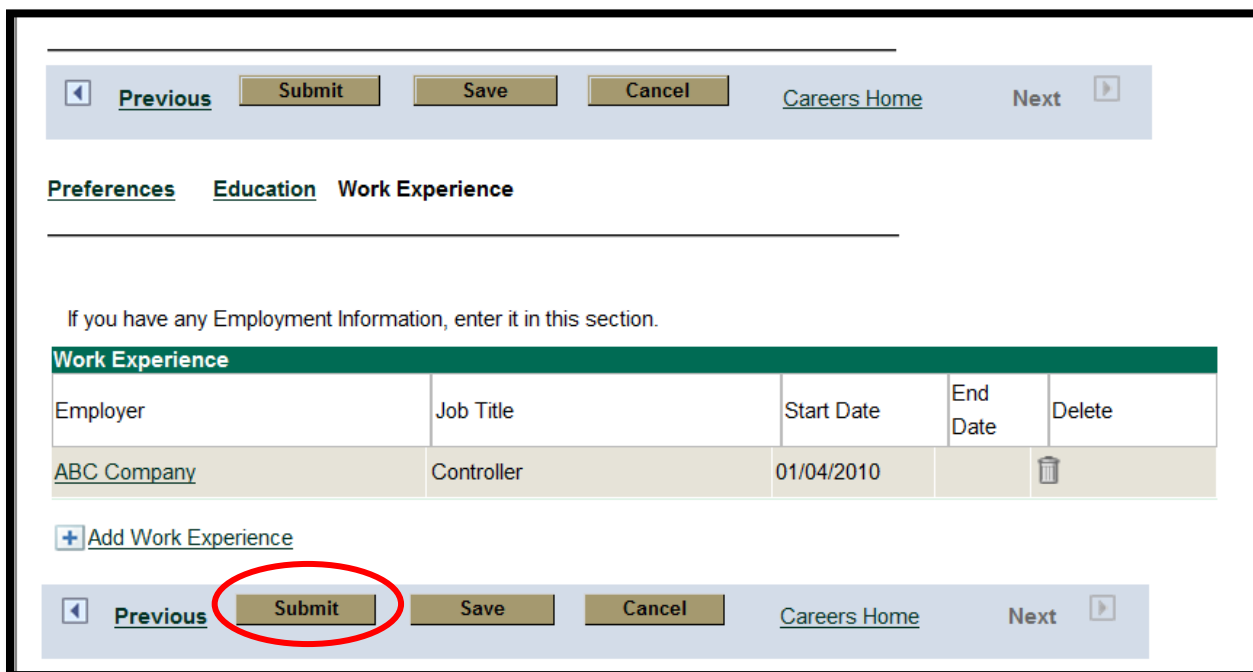 Previous Submit Save Cancel Careers Home Next
Preferences Education Work Experience
If you have any Employment Information, enter it in this section.
Work Experience
Employer Job Title Start Date End Date Delete
ABC Company Controller 01/04/2010
Add Work Experience
Previous Submit Save Cancel Careers Home Next